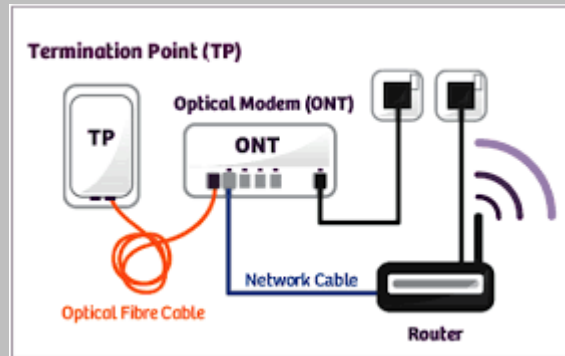 Termination Point (TP)
Optical Modem (ONT)
TP
ONT
Network Cable
Optical Fibre Cable
Router